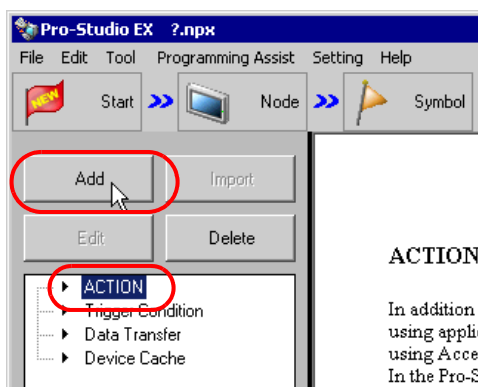 Pro-Studio EX ?.npx
File Edit Tool Programming Assist Setting Help
NEW Start Node Symbol
Add Import
Edit Delete
ACTION
Trigger Condition
Data Transfer
Device Cache
ACTION
In addition
using appli
using Acce
In the Pro-S